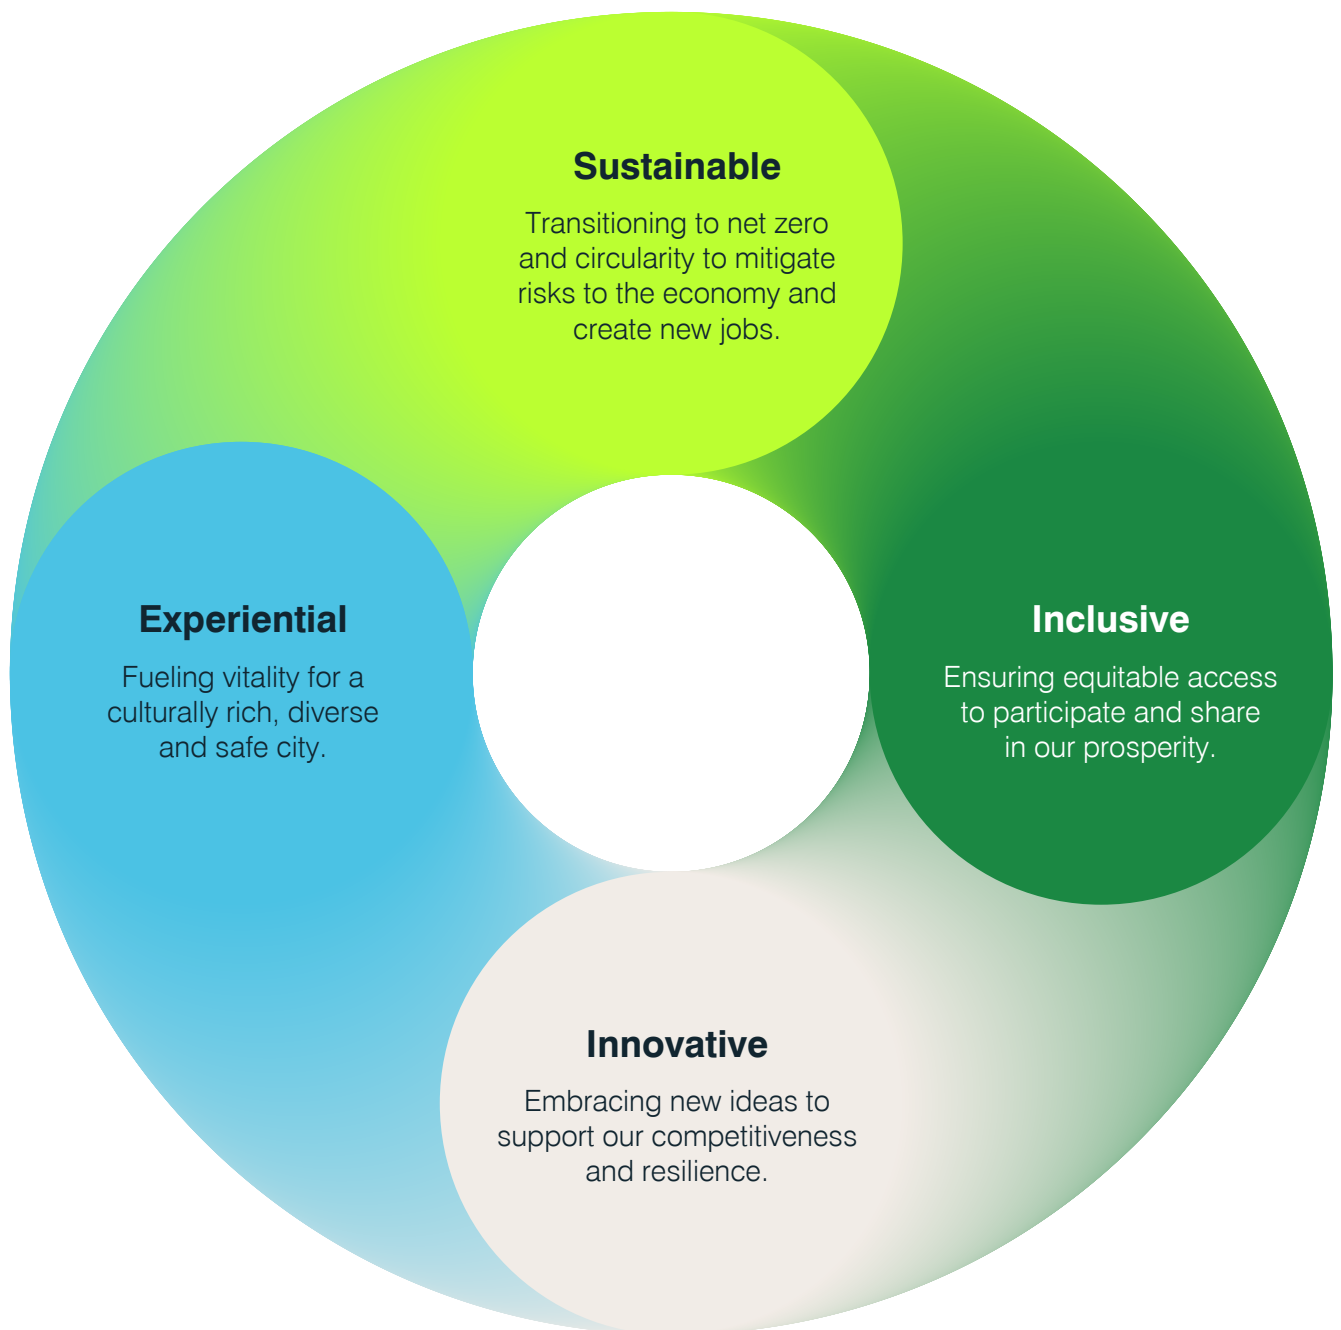 Sustainable
Transitioning to net zero
and circularity to mitigate
risks to the economy and
create new jobs.
Experiential
Fueling vitality for a
culturally rich, diverse
and safe city.
Inclusive
Ensuring equitable access
to participate and share
in our prosperity.
Innovative
Embracing new ideas to
support our competitiveness
and resilience.